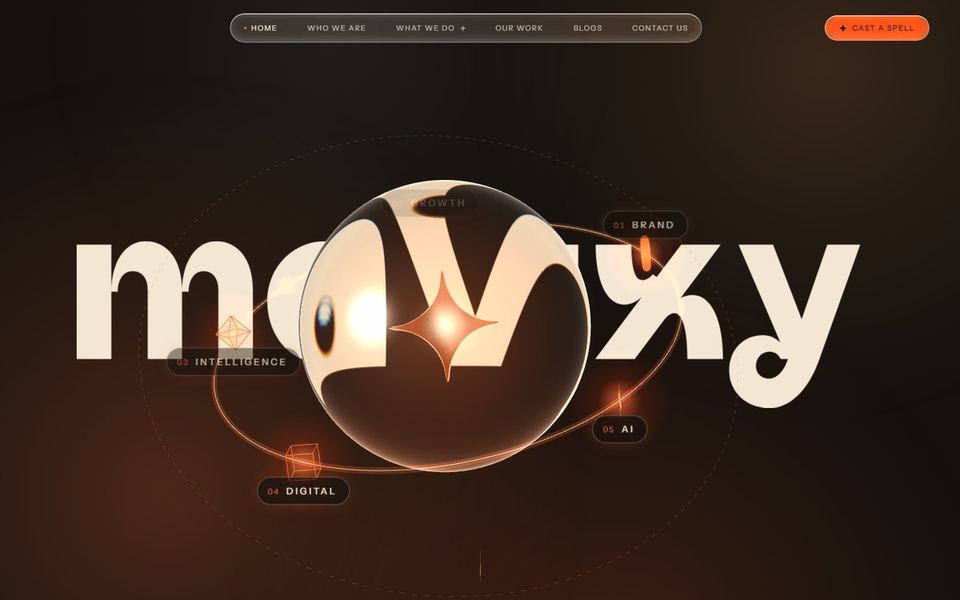 HOME WHO WE ARE WHAT WE DO + OUR WORK BLOGS CONTACT US
CAST A SPELL
GROWTH
01 BRAND
03 INTELLIGENCE
05 AI
04 DIGITAL